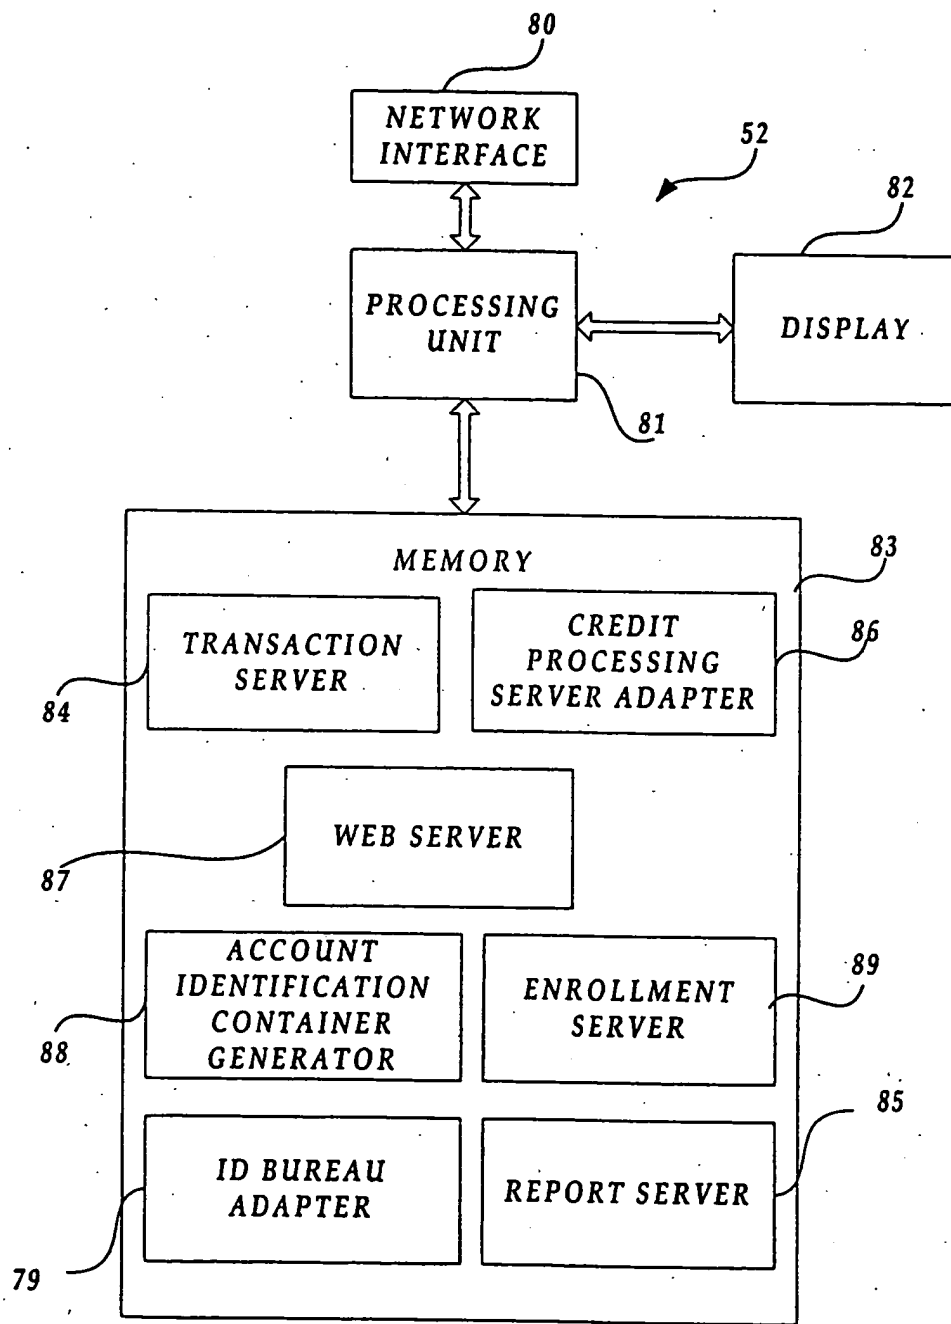 80
NETWORK
INTERFACE
52
82
PROCESSING
UNIT
DISPLAY
81
MEMORY
83
TRANSACTION
SERVER
CREDIT
PROCESSING
SERVER ADAPTER
86
84
WEB SERVER
87
ACCOUNT
IDENTIFICATION
CONTAINER
GENERATOR
ENROLLMENT
SERVER
89
88
85
ID BUREAU
ADAPTER
REPORT SERVER
79